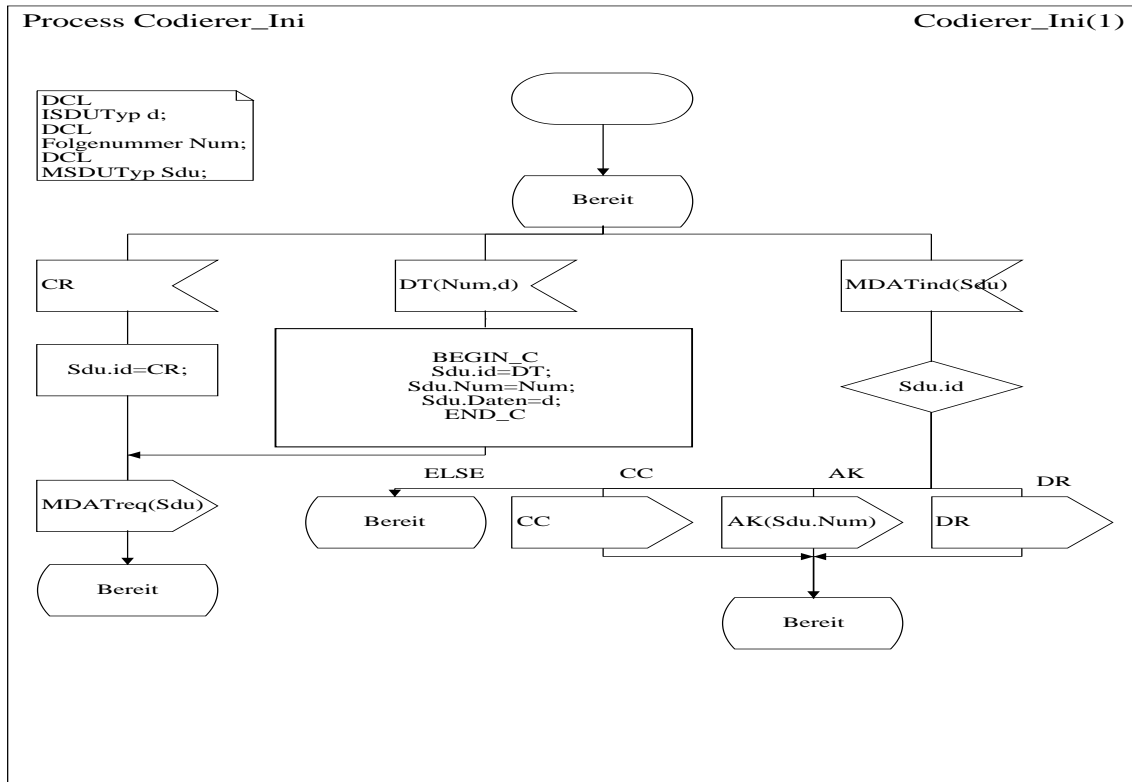 Process Codierer_Ini
Codierer_Ini(1)
DCL
ISDUTyp d;
DCL
Folgenummer Num;
DCL
MSDUTyp Sdu;
Bereit
CR
DT(Num,d)
MDATind(Sdu)
Sdu.id=CR;
BEGIN_C
Sdu.id=DT;
Sdu.Num=Num;
Sdu.Daten=d;
END_C
Sdu.id
ELSE
CC
AK
DR
MDATreq(Sdu)
Bereit
CC
AK(Sdu.Num)
DR
Bereit
Bereit